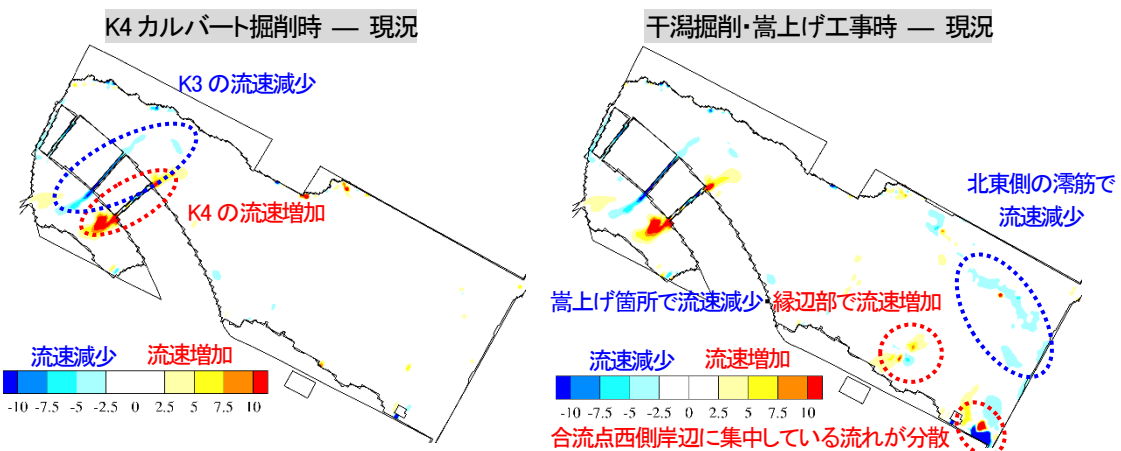 K4 カルバート掘削時 ― 現況
K3 の流速減少
K4 の流速増加
流速減少 流速増加
-10 -7.5 -5 -2.5 0 2.5 5 7.5 10
干潟掘削・嵩上げ工事時 ― 現況
北東側の澪筋で
流速減少
嵩上げ箇所で流速減少・縁辺部で流速増加
流速減少 流速増加
-10 -7.5 -5 -2.5 0 2.5 5 7.5 10
合流点西側岸辺に集中している流れが分散